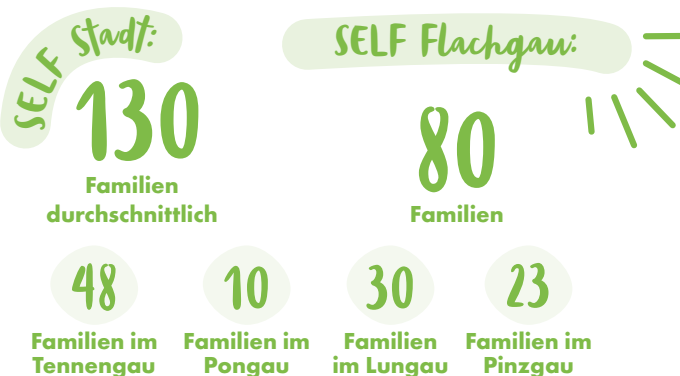 SELF Stadt:
130
Familien
durchschnittlich
SELF Flachgau:
80
Familien
48
Familien im
Tennengau
10
Familien im
Pongau
30
Familien
im Lungau
23
Familien im
Pinzgau